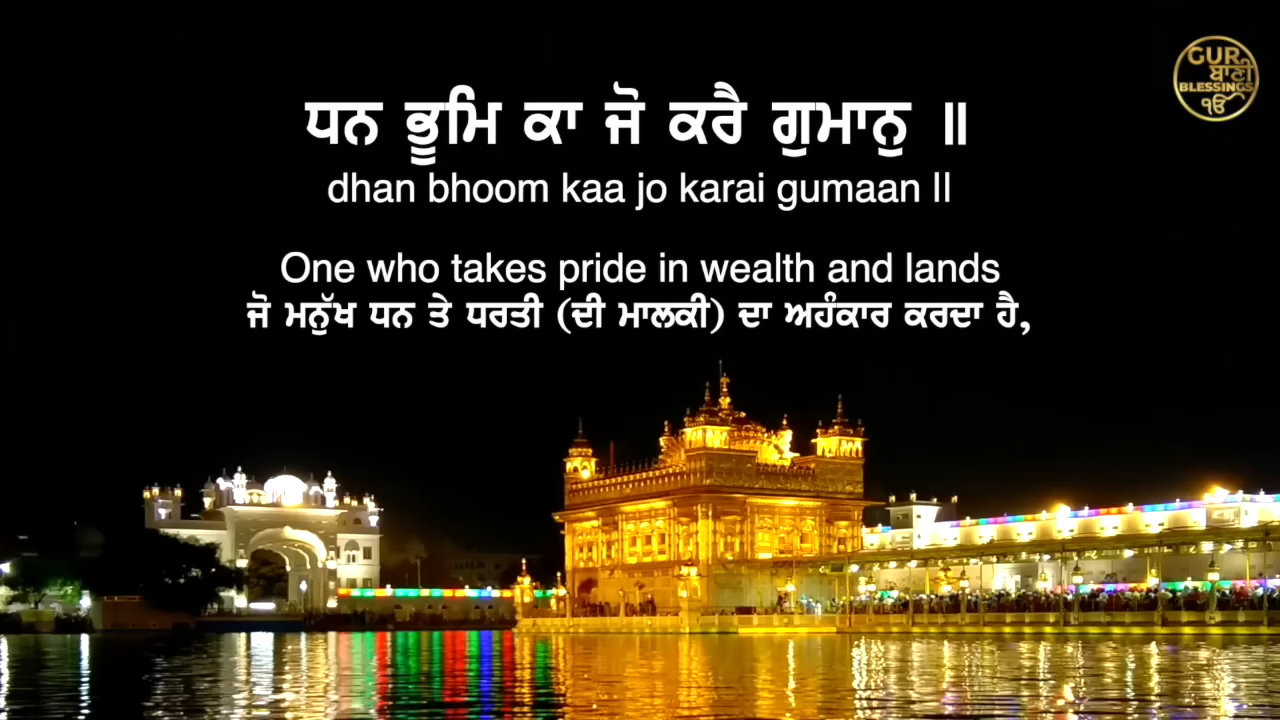 GUR
ਬਾਣੀ
BLESSINGS
ੴ
ਧਨ ਭੂਮਿ ਕਾ ਜੋ ਕਰੈ ਗੁਮਾਨੁ ॥
dhan bhoom kaa jo karai gumaan ||
One who takes pride in wealth and lands
ਜੋ ਮਨੁੱਖ ਧਨ ਤੇ ਧਰਤੀ (ਦੀ ਮਾਲਕੀ) ਦਾ ਅਹੰਕਾਰ ਕਰਦਾ ਹੈ,